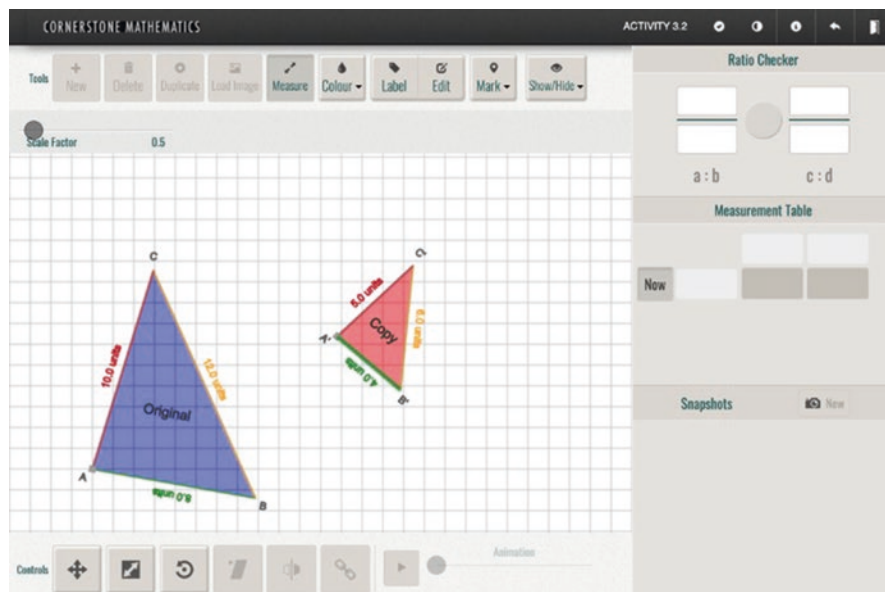 CORNERSTONE MATHEMATICS
ACTIVITY 3.2
Tools
New
Delete
Duplicate
Load Image
Measure
Colour
Label
Edit
Mark
Show/Hide
Scale Factor
0.5
C
10.0 units
12.0 units
Original
A
8.0 units
B
C'
5.0 units
6.0 units
Copy
A'
4.0 units
B'
Controls
Animation
Ratio Checker
a : b
c : d
Measurement Table
Now
Snapshots
New